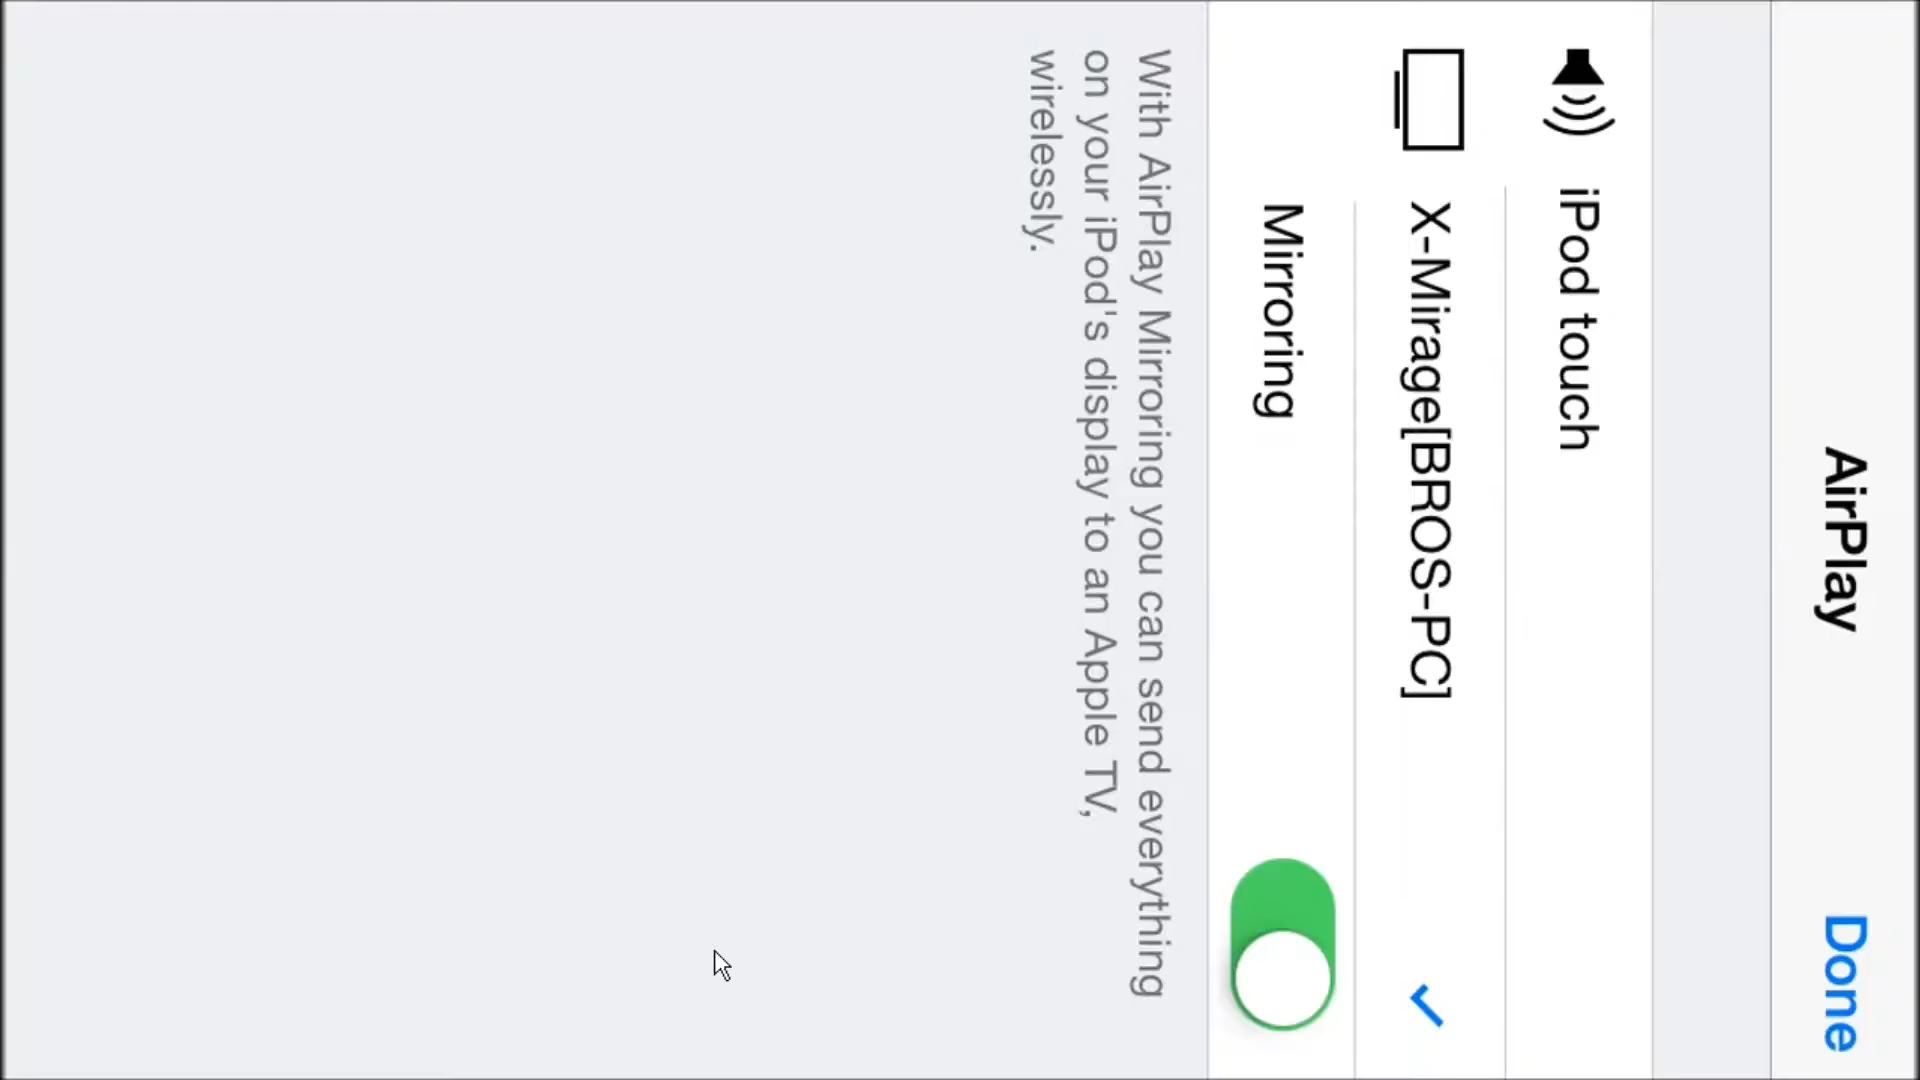 AirPlay
Done
iPod touch
X-Mirage[BROS-PC]
Mirroring
With AirPlay Mirroring you can send everything
on your iPod's display to an Apple TV,
wirelessly.